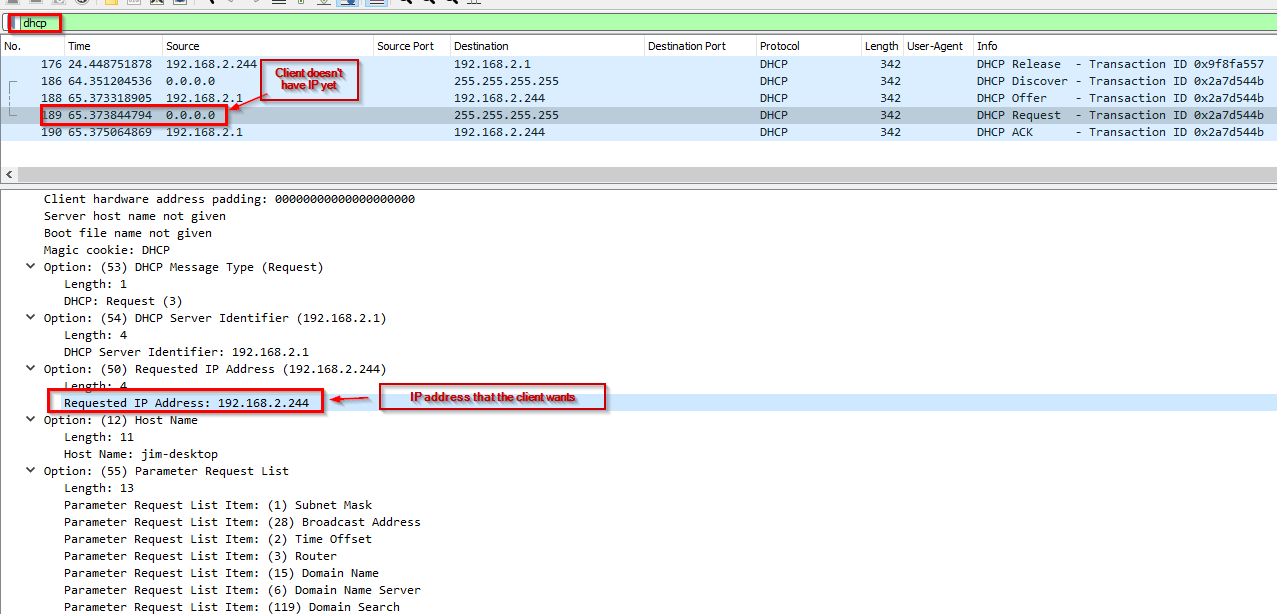 dhcp
No. Time Source Source Port Destination Destination Port Protocol Length User-Agent Info
176 24.448751878 192.168.2.244 192.168.2.1 DHCP 342 DHCP Release - Transaction ID 0x9f8fa557
Client doesn't
have IP yet
186 64.351204536 0.0.0.0 255.255.255.255 DHCP 342 DHCP Discover - Transaction ID 0x2a7d544b
188 65.373318905 192.168.2.1 192.168.2.244 DHCP 342 DHCP Offer - Transaction ID 0x2a7d544b
189 65.373844794 0.0.0.0 255.255.255.255 DHCP 342 DHCP Request - Transaction ID 0x2a7d544b
190 65.375064869 192.168.2.1 192.168.2.244 DHCP 342 DHCP ACK - Transaction ID 0x2a7d544b
Client hardware address padding: 00000000000000000000
Server host name not given
Boot file name not given
Magic cookie: DHCP
Option: (53) DHCP Message Type (Request)
Length: 1
DHCP: Request (3)
Option: (54) DHCP Server Identifier (192.168.2.1)
Length: 4
DHCP Server Identifier: 192.168.2.1
Option: (50) Requested IP Address (192.168.2.244)
Length: 4
Requested IP Address: 192.168.2.244
IP address that the client wants
Option: (12) Host Name
Length: 11
Host Name: jim-desktop
Option: (55) Parameter Request List
Length: 13
Parameter Request List Item: (1) Subnet Mask
Parameter Request List Item: (28) Broadcast Address
Parameter Request List Item: (2) Time Offset
Parameter Request List Item: (3) Router
Parameter Request List Item: (15) Domain Name
Parameter Request List Item: (6) Domain Name Server
Parameter Request List Item: (119) Domain Search